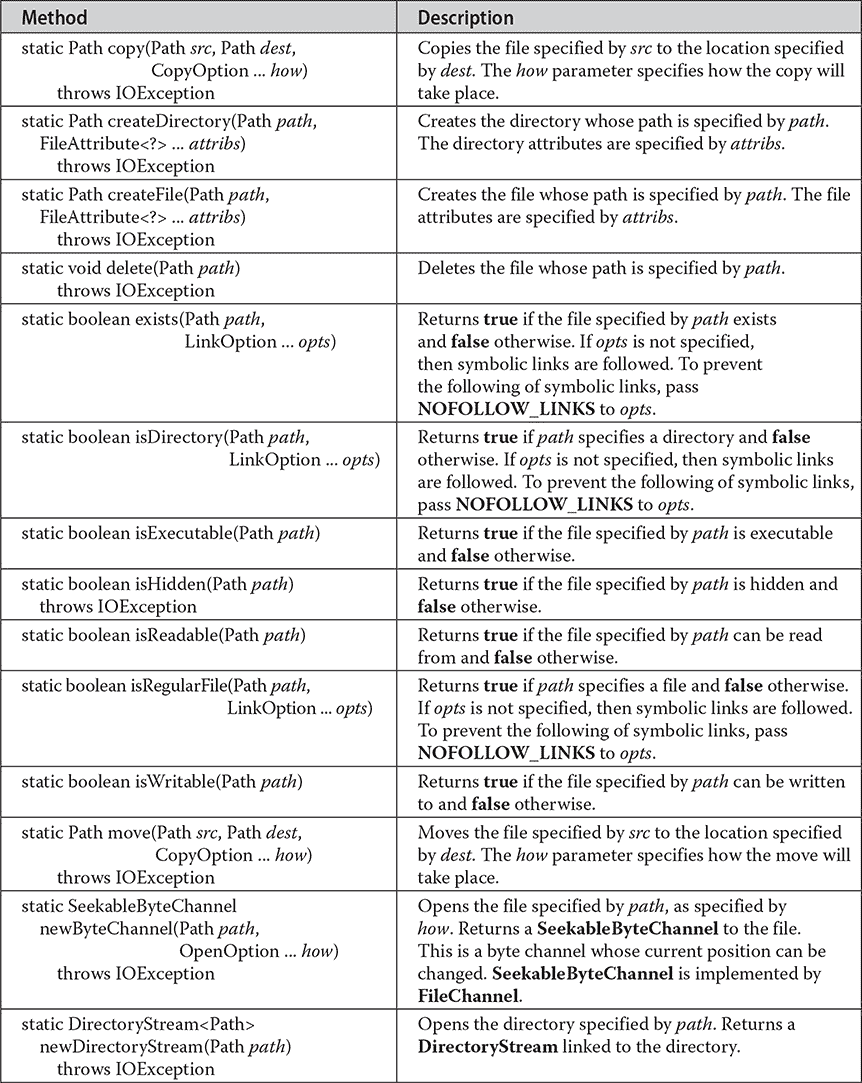 Method
Description
static Path copy(Path src, Path dest,
CopyOption ... how)
throws IOException
Copies the file specified by src to the location specified
by dest. The how parameter specifies how the copy will
take place.
static Path createDirectory(Path path,
FileAttribute<?> ... attribs)
throws IOException
Creates the directory whose path is specified by path.
The directory attributes are specified by attribs.
static Path createFile(Path path,
FileAttribute<?> ... attribs)
throws IOException
Creates the file whose path is specified by path. The file
attributes are specified by attribs.
static void delete(Path path)
throws IOException
Deletes the file whose path is specified by path.
static boolean exists(Path path,
LinkOption ... opts)
Returns true if the file specified by path exists
and false otherwise. If opts is not specified,
then symbolic links are followed. To prevent
the following of symbolic links, pass
NOFOLLOW_LINKS to opts.
static boolean isDirectory(Path path,
LinkOption ... opts)
Returns true if path specifies a directory and false
otherwise. If opts is not specified, then symbolic links
are followed. To prevent the following of symbolic links,
pass NOFOLLOW_LINKS to opts.
static boolean isExecutable(Path path)
Returns true if the file specified by path is executable
and false otherwise.
static boolean isHidden(Path path)
throws IOException
Returns true if the file specified by path is hidden and
false otherwise.
static boolean isReadable(Path path)
Returns true if the file specified by path can be read
from and false otherwise.
static boolean isRegularFile(Path path,
LinkOption ... opts)
Returns true if path specifies a file and false otherwise.
If opts is not specified, then symbolic links are followed.
To prevent the following of symbolic links, pass
NOFOLLOW_LINKS to opts.
static boolean isWritable(Path path)
Returns true if the file specified by path can be written
to and false otherwise.
static Path move(Path src, Path dest,
CopyOption ... how)
throws IOException
Moves the file specified by src to the location specified
by dest. The how parameter specifies how the move will
take place.
static SeekableByteChannel
newByteChannel(Path path,
OpenOption ... how)
throws IOException
Opens the file specified by path, as specified by
how. Returns a SeekableByteChannel to the file.
This is a byte channel whose current position can be
changed. SeekableByteChannel is implemented by
FileChannel.
static DirectoryStream<Path>
newDirectoryStream(Path path)
throws IOException
Opens the directory specified by path. Returns a
DirectoryStream linked to the directory.